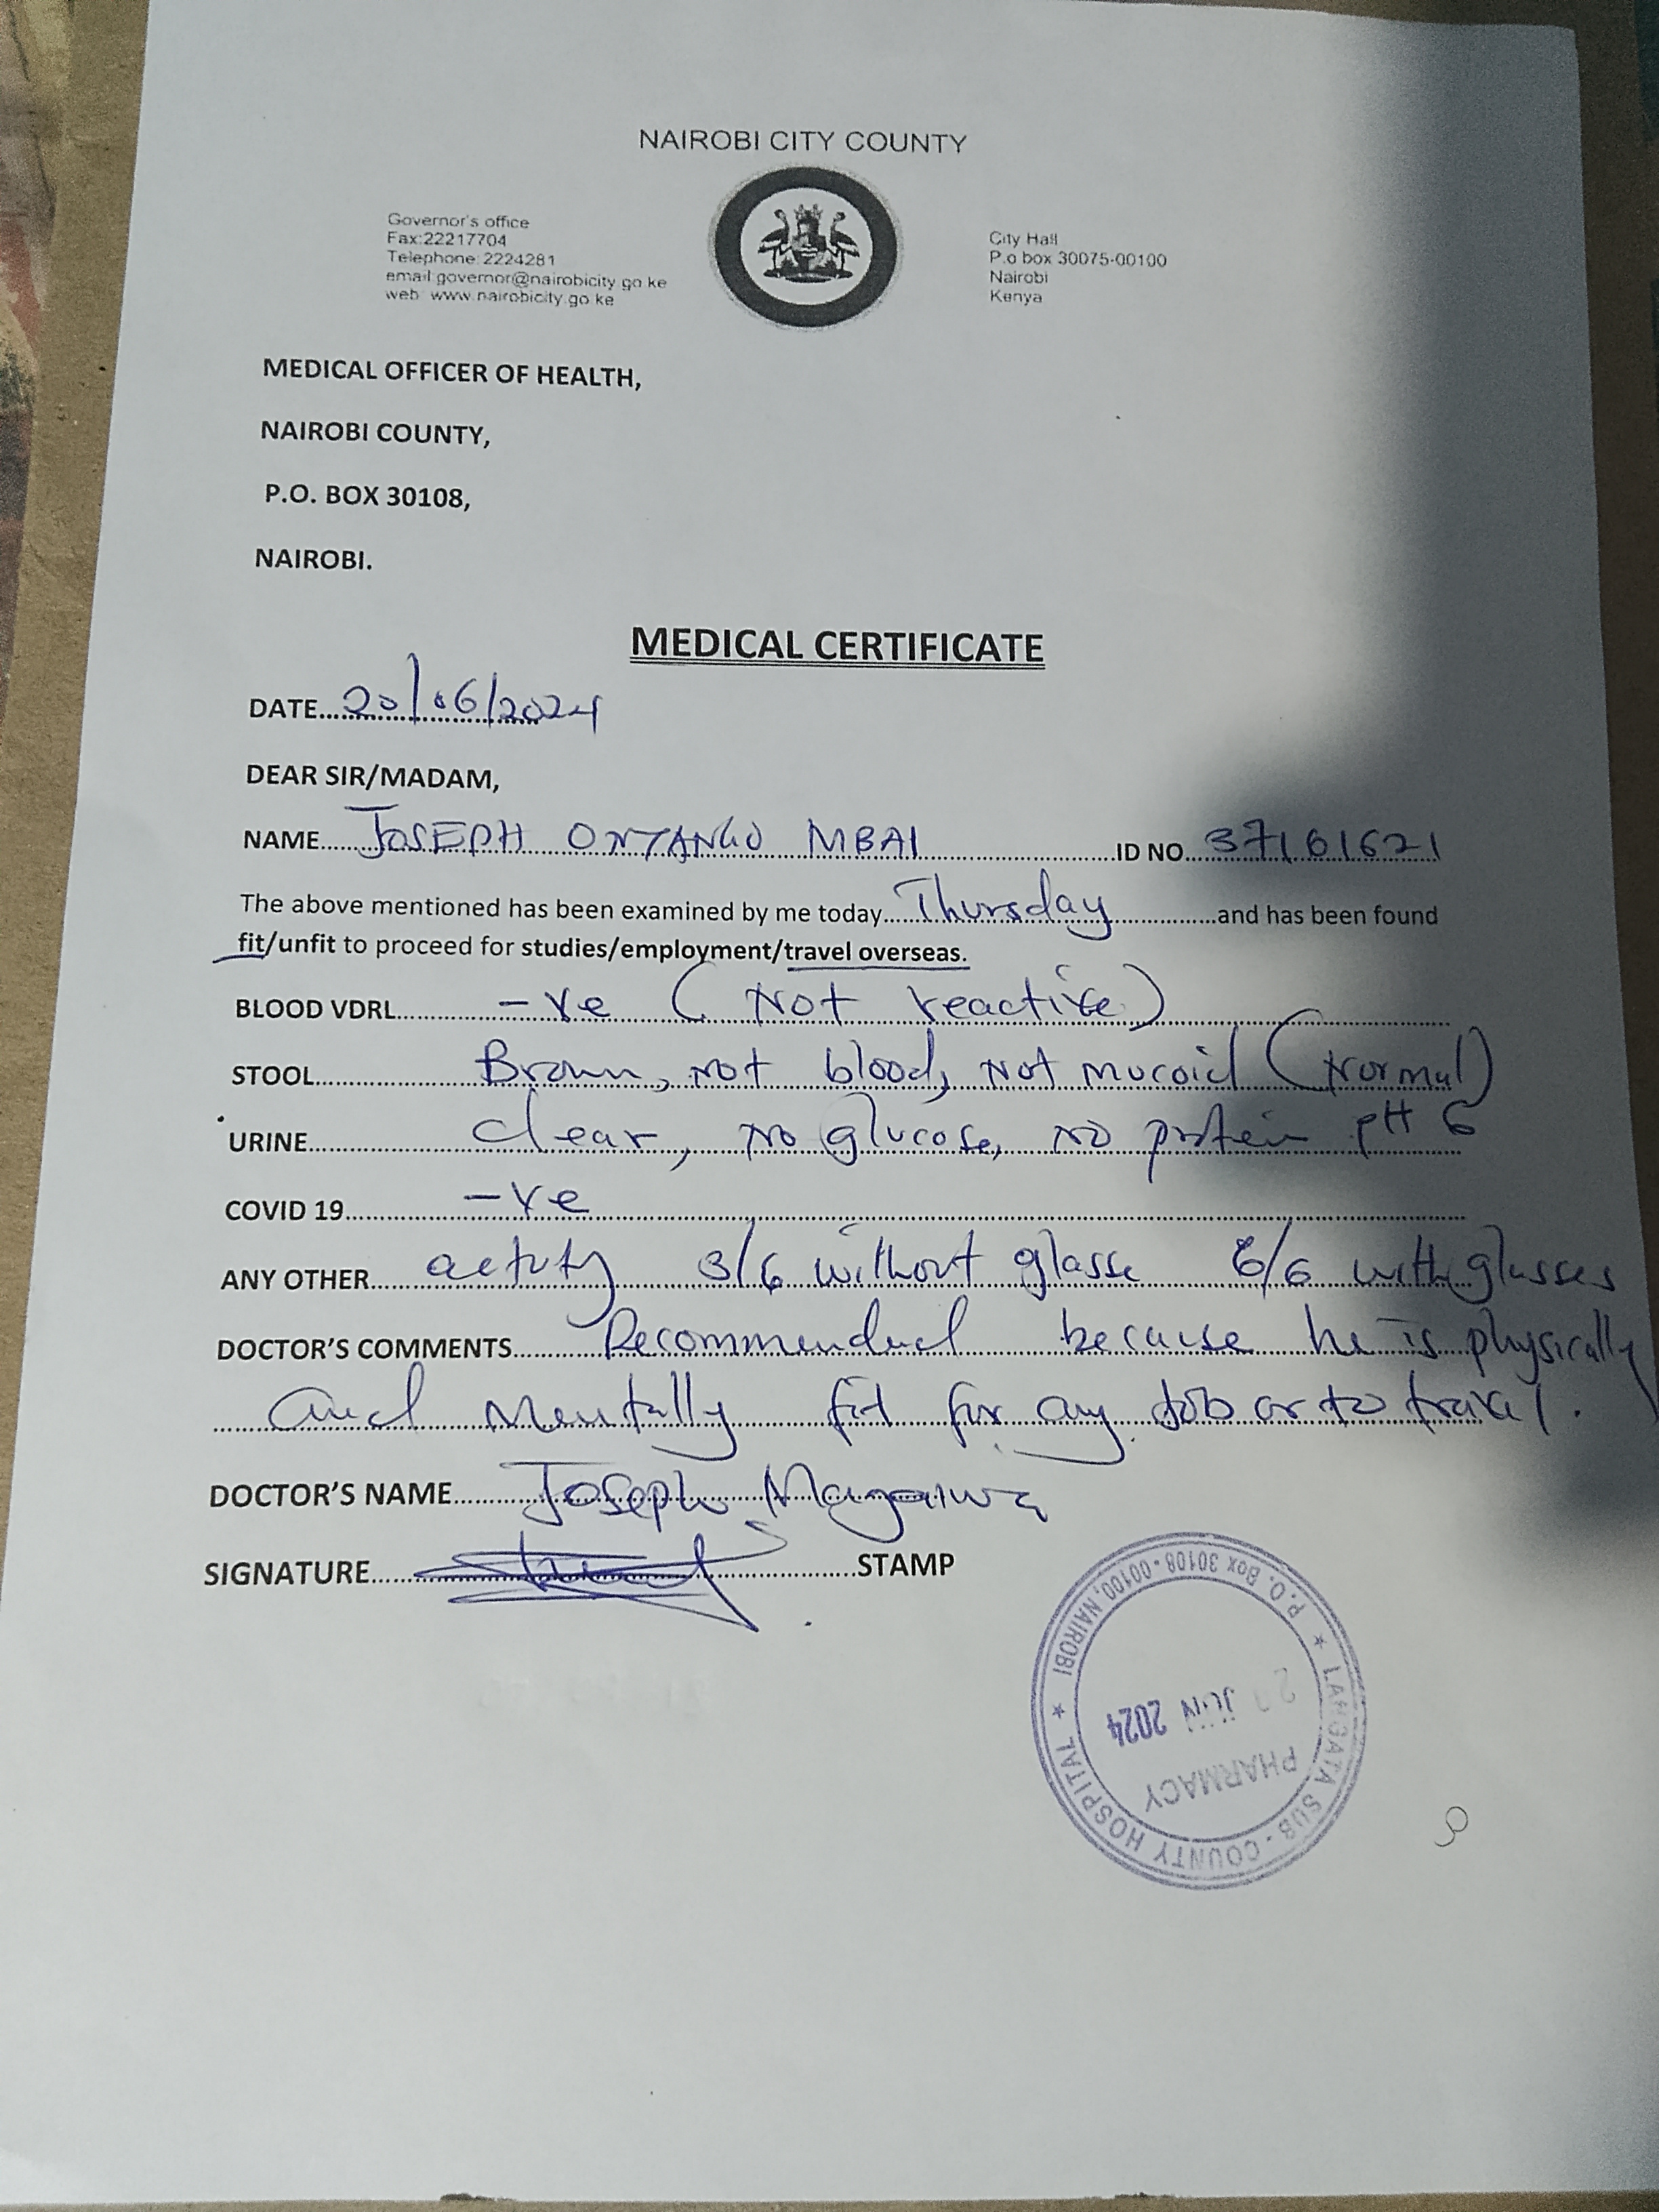 NAIROBI CITY COUNTY
Governor's office
Fax:22217704
Telephone:2224281
email:governor@nairobicity.go.ke
web: www.nairobicity.go.ke
City Hall
P.o box 30075-00100
Nairobi
Kenya
MEDICAL OFFICER OF HEALTH,
NAIROBI COUNTY,
P.O. BOX 30108,
NAIROBI.
MEDICAL CERTIFICATE
DATE...20/06/2024
DEAR SIR/MADAM,
NAME...JOSEPH ONYANGO MBAI...ID NO...37161621
The above mentioned has been examined by me today...Thursday...and has been found
fit/unfit to proceed for studies/employment/travel overseas.
BLOOD VDRL...-ve (Not reactive)
STOOL...Brown, not blood, Not mucoid (Normal)
URINE...clear, No glucose, no protein pH 6
COVID 19...-ve
ANY OTHER... 3/6 without glasse 6/6 with glasses
DOCTOR'S COMMENTS...Recommended because he is physically
and Mentally fit for any Job or to travel.
DOCTOR'S NAME...Joseph
SIGNATURE...STAMP
LANGATA SUB-COUNTY HOSPITAL
P.O. Box 30108-00100, NAIROBI
JUN 2024
PHARMACY